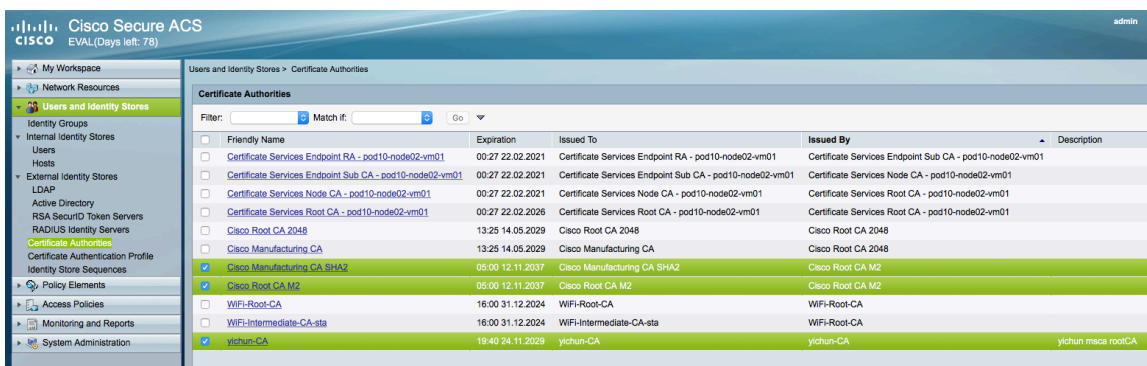 Cisco Secure ACS
CISCO EVAL(Days left: 78)
admin
My Workspace
Network Resources
Users and Identity Stores
Identity Groups
Internal Identity Stores
Users
Hosts
External Identity Stores
LDAP
Active Directory
RSA SecurID Token Servers
RADIUS Identity Servers
Certificate Authorities
Certificate Authentication Profile
Identity Store Sequences
Policy Elements
Access Policies
Monitoring and Reports
System Administration
Users and Identity Stores > Certificate Authorities
Certificate Authorities
Filter: Match if: Go
Friendly Name Expiration Issued To Issued By Description
Certificate Services Endpoint RA - pod10-node02-vm01 00:27 22.02.2021 Certificate Services Endpoint RA - pod10-node02-vm01 Certificate Services Endpoint Sub CA - pod10-node02-vm01
Certificate Services Endpoint Sub CA - pod10-node02-vm01 00:27 22.02.2021 Certificate Services Endpoint Sub CA - pod10-node02-vm01 Certificate Services Node CA - pod10-node02-vm01
Certificate Services Node CA - pod10-node02-vm01 00:27 22.02.2021 Certificate Services Node CA - pod10-node02-vm01 Certificate Services Root CA - pod10-node02-vm01
Certificate Services Root CA - pod10-node02-vm01 00:27 22.02.2026 Certificate Services Root CA - pod10-node02-vm01 Certificate Services Root CA - pod10-node02-vm01
Cisco Root CA 2048 13:25 14.05.2029 Cisco Root CA 2048 Cisco Root CA 2048
Cisco Manufacturing CA 13:25 14.05.2029 Cisco Manufacturing CA Cisco Root CA 2048
Cisco Manufacturing CA SHA2 05:00 12.11.2037 Cisco Manufacturing CA SHA2 Cisco Root CA M2
Cisco Root CA M2 05:00 12.11.2037 Cisco Root CA M2 Cisco Root CA M2
WiFi-Root-CA 16:00 31.12.2024 WiFi-Root-CA WiFi-Root-CA
WiFi-Intermediate-CA-sta 16:00 31.12.2024 WiFi-Intermediate-CA-sta WiFi-Root-CA
yichun-CA 19:40 24.11.2029 yichun-CA yichun-CA yichun msca rootCA